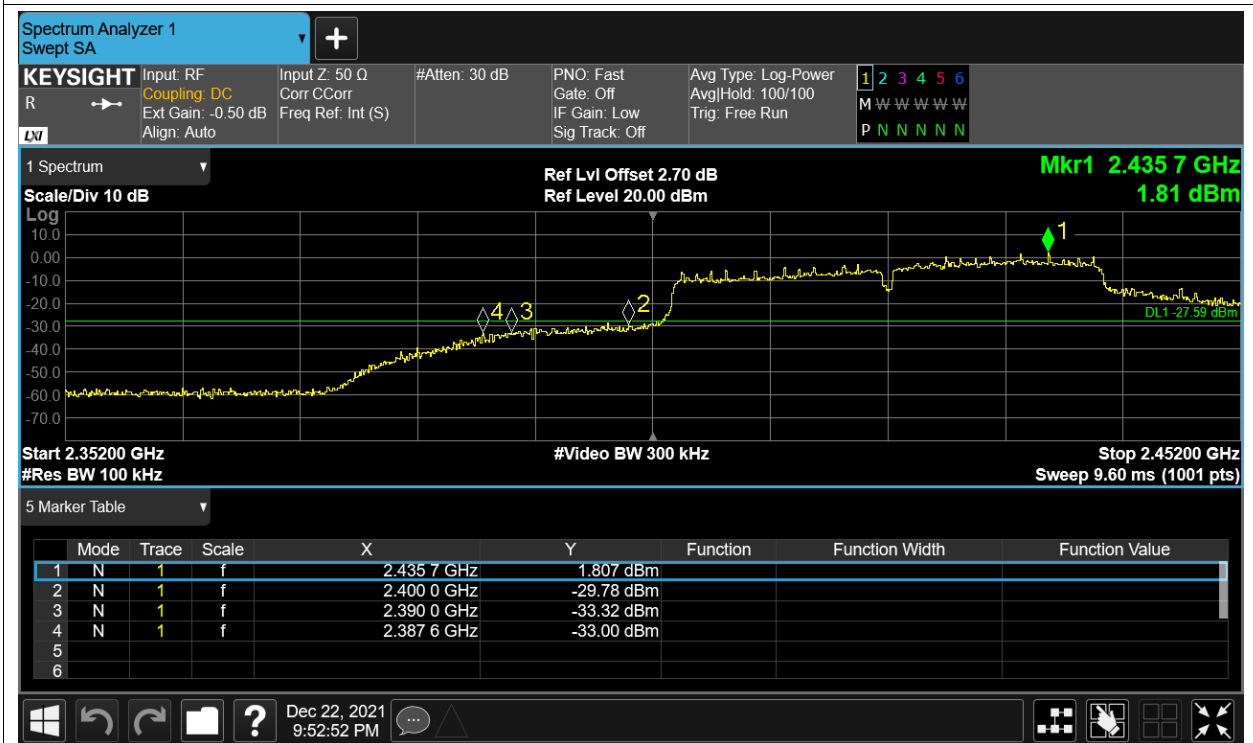 Spectrum Analyzer 1
Swept SA
KEYSIGHT Input: RF Input Z: 50 Ω #Atten: 30 dB PNO: Fast Avg Type: Log-Power 1 2 3 4 5 6
R Coupling: DC Corr CCorr Gate: Off Avg|Hold: 100/100 M W W W W W
Ext Gain: -0.50 dB Freq Ref: Int (S) IF Gain: Low Trig: Free Run
LXI Align: Auto Sig Track: Off P N N N N N
1 Spectrum Ref Lvl Offset 2.70 dB Mkr1 2.435 7 GHz
Scale/Div 10 dB Ref Level 20.00 dBm 1.81 dBm
Log
10.0
1
0.00
-10.0
-20.0
4 3 2
DL1 -27.59 dBm
-30.0
-40.0
-50.0
-60.0
-70.0
Start 2.35200 GHz #Video BW 300 kHz Stop 2.45200 GHz
#Res BW 100 kHz Sweep 9.60 ms (1001 pts)
5 Marker Table
Mode Trace Scale X Y Function Function Width Function Value
1 N 1 f 2.435 7 GHz 1.807 dBm
2 N 1 f 2.400 0 GHz -29.78 dBm
3 N 1 f 2.390 0 GHz -33.32 dBm
4 N 1 f 2.387 6 GHz -33.00 dBm
5
6
? Dec 22, 2021
9:52:52 PM